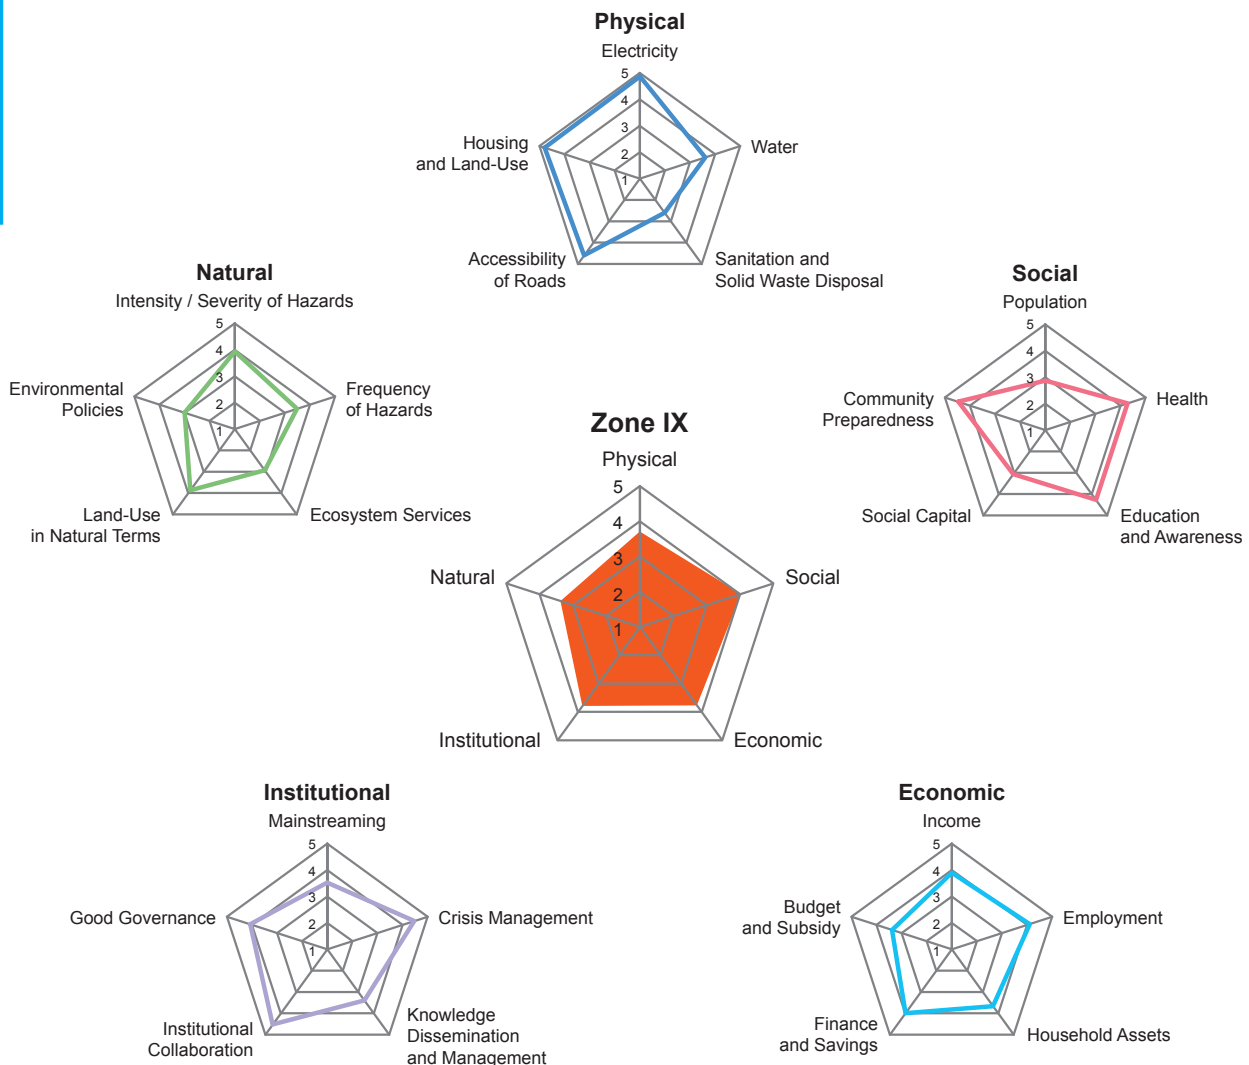 Physical
Electricity
5
4
3
2
1
Housing
and Land-Use
Water
Accessibility
of Roads
Sanitation and
Solid Waste Disposal
Natural
Intensity / Severity of Hazards
5
4
3
2
1
Environmental
Policies
Frequency
of Hazards
Land-Use
in Natural Terms
Ecosystem Services
Social
Population
5
4
3
2
1
Community
Preparedness
Health
Social Capital
Education
and Awareness
Zone IX
Physical
5
4
3
2
1
Natural
Social
Institutional
Economic
Institutional
Mainstreaming
5
4
3
2
1
Good Governance
Crisis Management
Institutional
Collaboration
Knowledge
Dissemination
and Management
Economic
Income
5
4
3
2
1
Budget
and Subsidy
Employment
Finance
and Savings
Household Assets